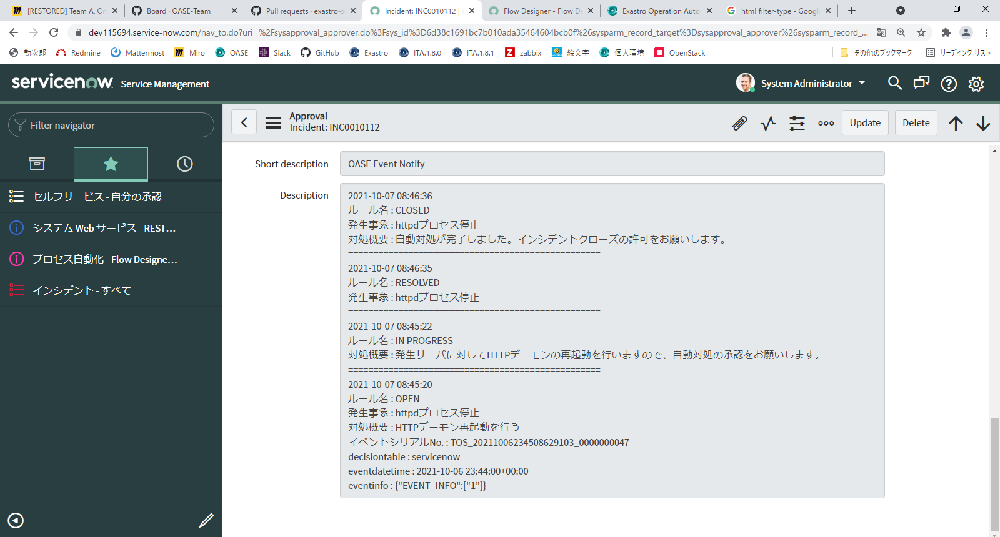 [RESTORED] Team A, On
Board · OASE-Team
Pull requests · exastro-s
Incident: INC0010112 | 
Flow Designer - Flow De
Exastro Operation Auto
html filter-type - Googl
dev115694.service-now.com/nav_to.do?uri=%2Fsysapproval_approver.do%3Fsys_id%3D6d38c1691bc7b010ada35464604bcb0f%26sysparm_record_target%3Dsysapproval_approver%26sysparm_record_...
勤次郎
Redmine
Mattermost
Miro
OASE
Slack
GitHub
Exastro
ITA.1.8.0
ITA.1.8.1
zabbix
絵文字
個人環境
OpenStack
その他のブックマーク
リーディング リスト
servicenow
Service Management
System Administrator
Filter navigator
Approval
Incident: INC0010112
Update
Delete
セルフサービス - 自分の承認
システム Web サービス - REST...
プロセス自動化 - Flow Designe...
インシデント - すべて
Short description
OASE Event Notify
Description
2021-10-07 08:46:36
ルール名 : CLOSED
発生事象 : httpdプロセス停止
対処概要 : 自動対処が完了しました。インシデントクローズの許可をお願いします。
==================================================
2021-10-07 08:46:35
ルール名 : RESOLVED
発生事象 : httpdプロセス停止
==================================================
2021-10-07 08:45:22
ルール名 : IN PROGRESS
対処概要 : 発生サーバに対してHTTPデーモンの再起動を行いますので、自動対処の承認をお願いします。
==================================================
2021-10-07 08:45:20
ルール名 : OPEN
発生事象 : httpdプロセス停止
対処概要 : HTTPデーモン再起動を行う
イベントシリアルNo. : TOS_20211006234508629103_0000000047
decisiontable : servicenow
eventdatetime : 2021-10-06 23:44:00+00:00
eventinfo : {"EVENT_INFO":["1"]}